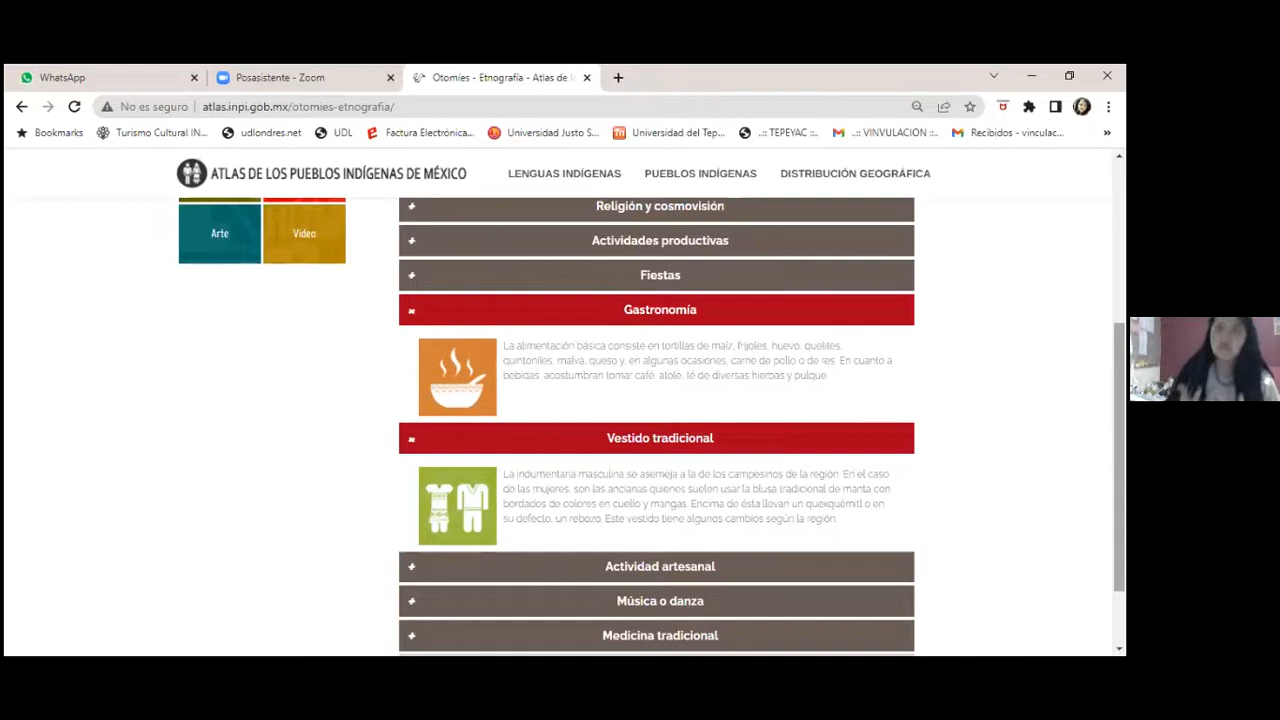 WhatsApp
Posasistente - Zoom
Otomíes - Etnografía - Atlas de l
No es seguro
atlas.inpi.gob.mx/otomies-etnografia/
Bookmarks
Turismo Cultural IN...
udlondres.net
UDL
Factura Electrónica...
Universidad Justo S...
Universidad del Tep...
..:: TEPEYAC ::..
..:: VINVULACION ::..
Recibidos - vinculac...
ATLAS DE LOS PUEBLOS INDÍGENAS DE MÉXICO
LENGUAS INDÍGENAS
PUEBLOS INDÍGENAS
DISTRIBUCIÓN GEOGRÁFICA
Arte
Video
Religión y cosmovisión
Actividades productivas
Fiestas
Gastronomía
La alimentación básica consiste en tortillas de maíz, frijoles, huevo, quelites,
quintoniles, malva, queso y, en algunas ocasiones, carne de pollo o de res. En cuanto a
bebidas, acostumbran tomar café, atole, té de diversas hierbas y pulque.
Vestido tradicional
La indumentaria masculina se asemeja a la de los campesinos de la región. En el caso
de las mujeres, son las ancianas quienes suelen usar la blusa tradicional de manta con
bordados de colores en cuello y mangas. Encima de ésta llevan un quexquémitl o en
su defecto, un rebozo. Este vestido tiene algunos cambios según la región.
Actividad artesanal
Música o danza
Medicina tradicional